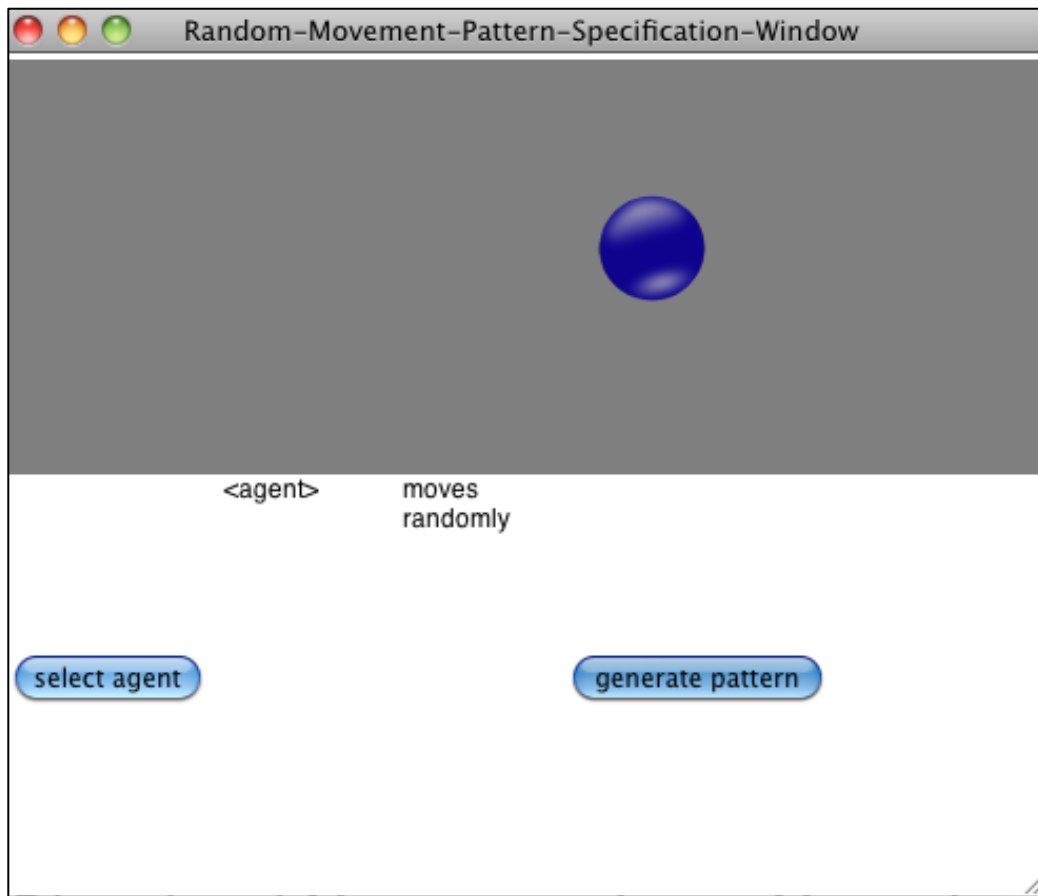 Random-Movement-Pattern-Specification-Window
<agent> moves
randomly
select agent generate pattern